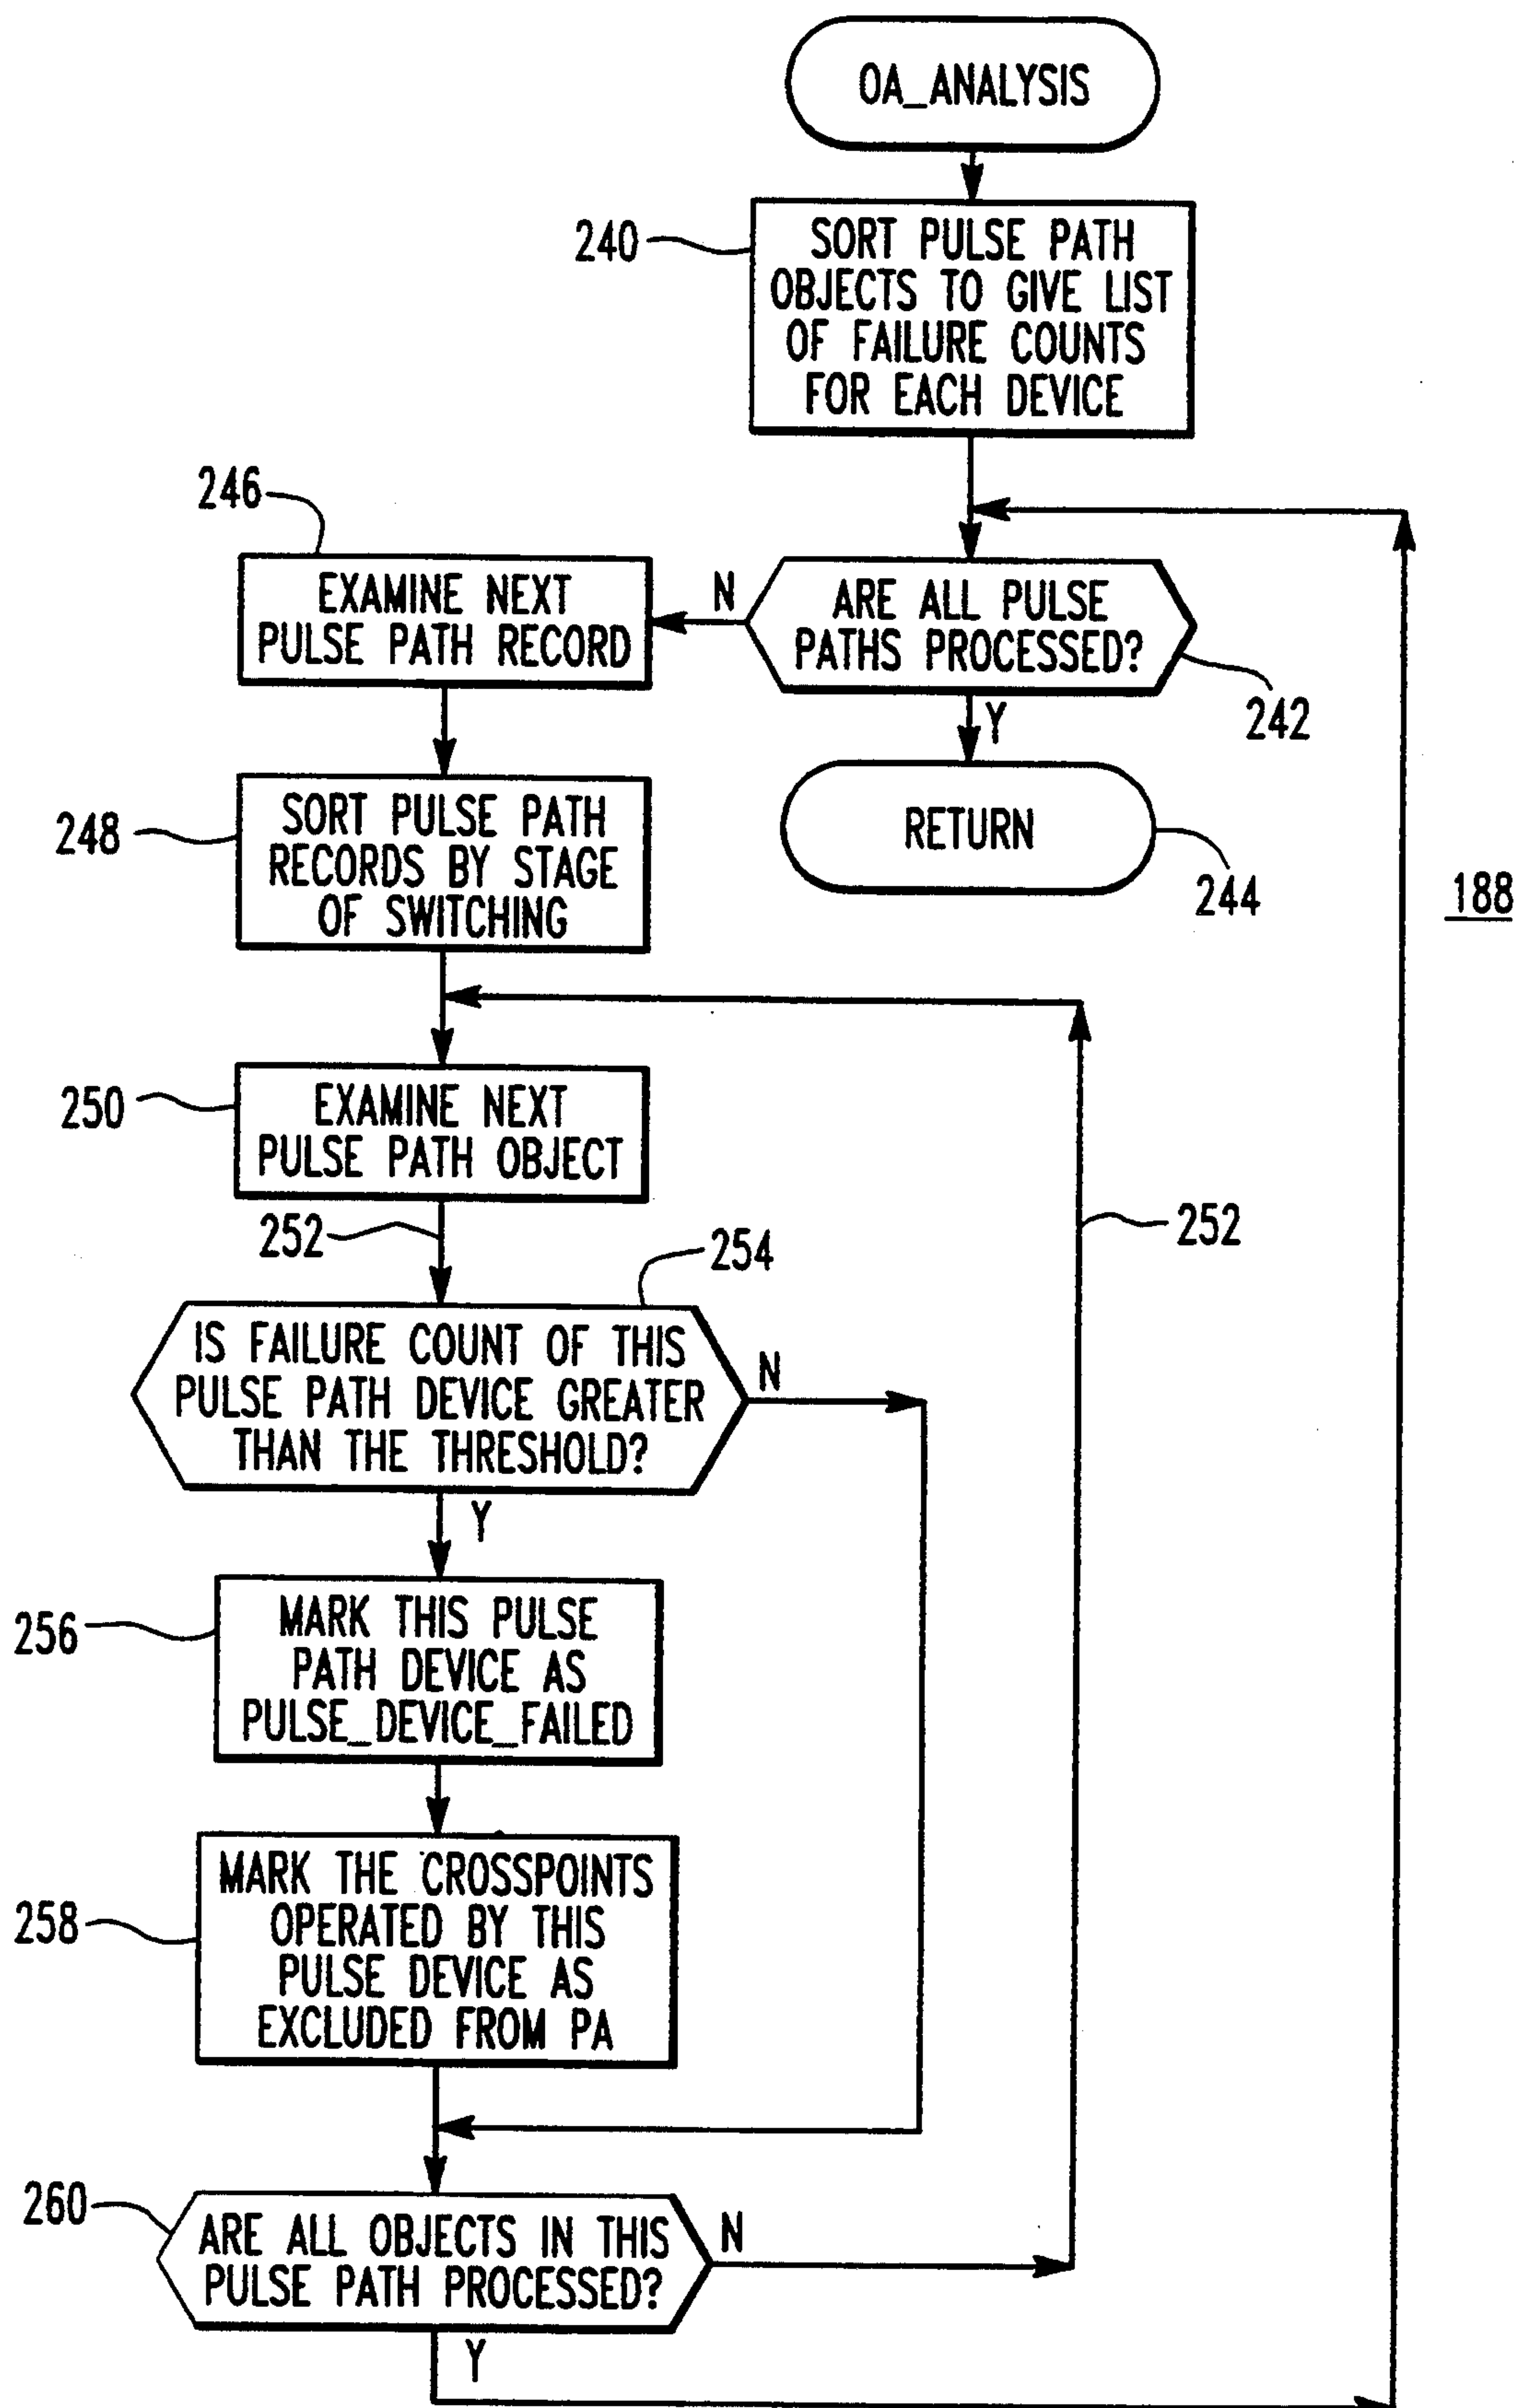 OA_ANALYSIS
240
SORT PULSE PATH
OBJECTS TO GIVE LIST
OF FAILURE COUNTS
FOR EACH DEVICE
246
EXAMINE NEXT
PULSE PATH RECORD
N
ARE ALL PULSE
PATHS PROCESSED?
242
Y
248
SORT PULSE PATH
RECORDS BY STAGE
OF SWITCHING
RETURN
244
188
250
EXAMINE NEXT
PULSE PATH OBJECT
252
252
254
IS FAILURE COUNT OF THIS
PULSE PATH DEVICE GREATER
THAN THE THRESHOLD?
N
Y
256
MARK THIS PULSE
PATH DEVICE AS
PULSE_DEVICE_FAILED
258
MARK THE CROSSPOINTS
OPERATED BY THIS
PULSE DEVICE AS
EXCLUDED FROM PA
260
ARE ALL OBJECTS IN THIS
PULSE PATH PROCESSED?
N
Y